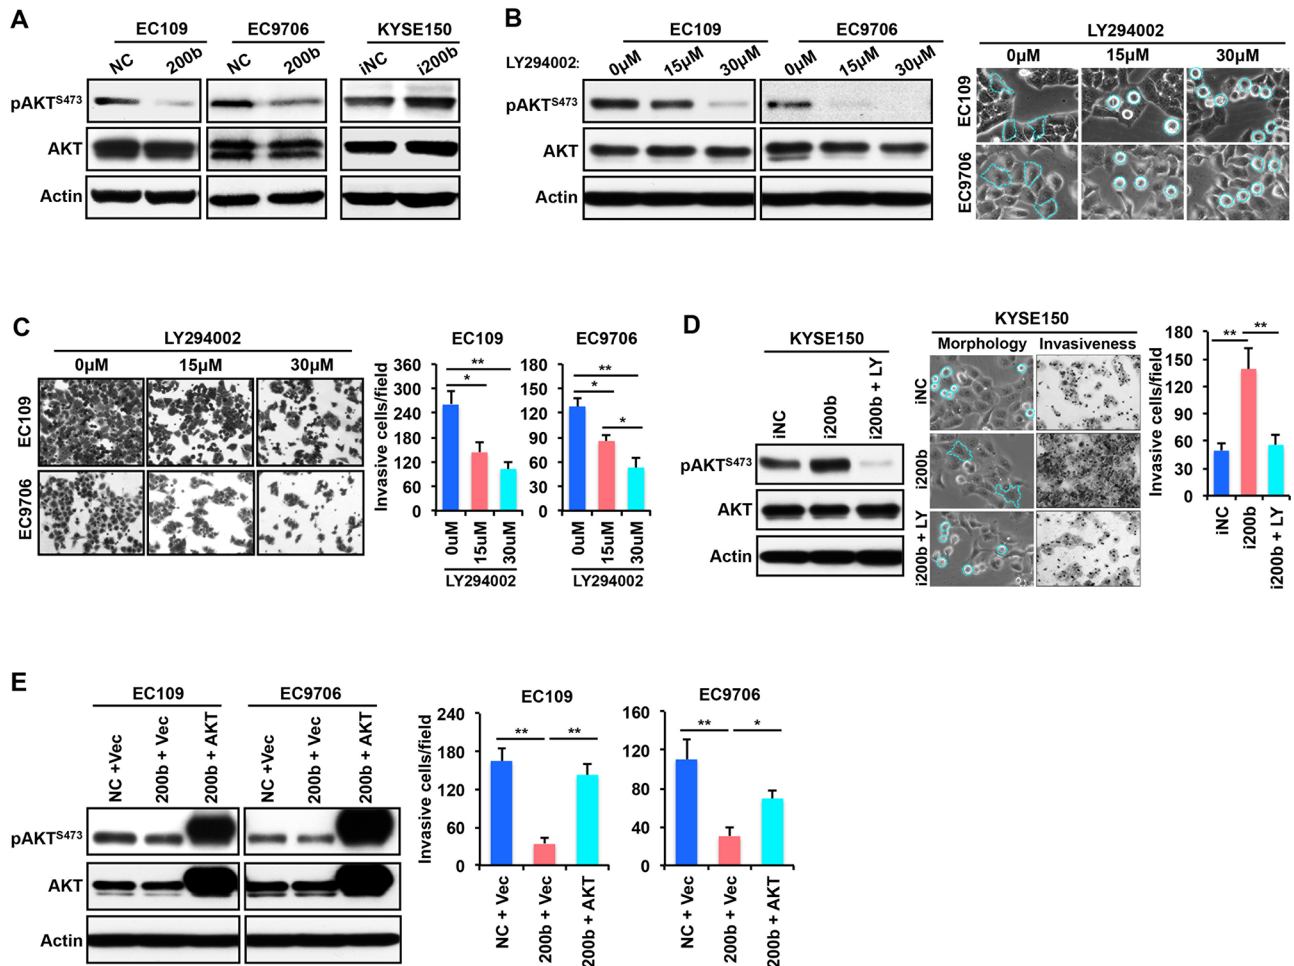 A
EC109
EC9706
KYSE150
NC
200b
NC
200b
iNC
i200b
pAKTS473
AKT
Actin
B
EC109
EC9706
LY294002:
0μM
15μM
30μM
0μM
15μM
30μM
pAKTS473
AKT
Actin
LY294002
0μM
15μM
30μM
EC109
EC9706
C
LY294002
0μM
15μM
30μM
EC109
EC9706
EC109
Invasive cells/field
360
300
240
180
120
60
0
**
*
0uM
15uM
30uM
LY294002
EC9706
180
150
120
90
60
30
0
**
*
*
0uM
15uM
30uM
LY294002
D
KYSE150
iNC
i200b
i200b + LY
pAKTS473
AKT
Actin
KYSE150
Morphology
Invasiveness
iNC
i200b
i200b + LY
Invasive cells/field
180
150
120
90
60
30
0
**
**
iNC
i200b
i200b + LY
E
EC109
EC9706
NC +Vec
200b + Vec
200b + AKT
NC +Vec
200b + Vec
200b + AKT
pAKTS473
AKT
Actin
EC109
Invasive cells/field
240
180
120
60
0
**
**
NC + Vec
200b + Vec
200b + AKT
EC9706
160
120
80
40
0
**
*
NC + Vec
200b + Vec
200b + AKT